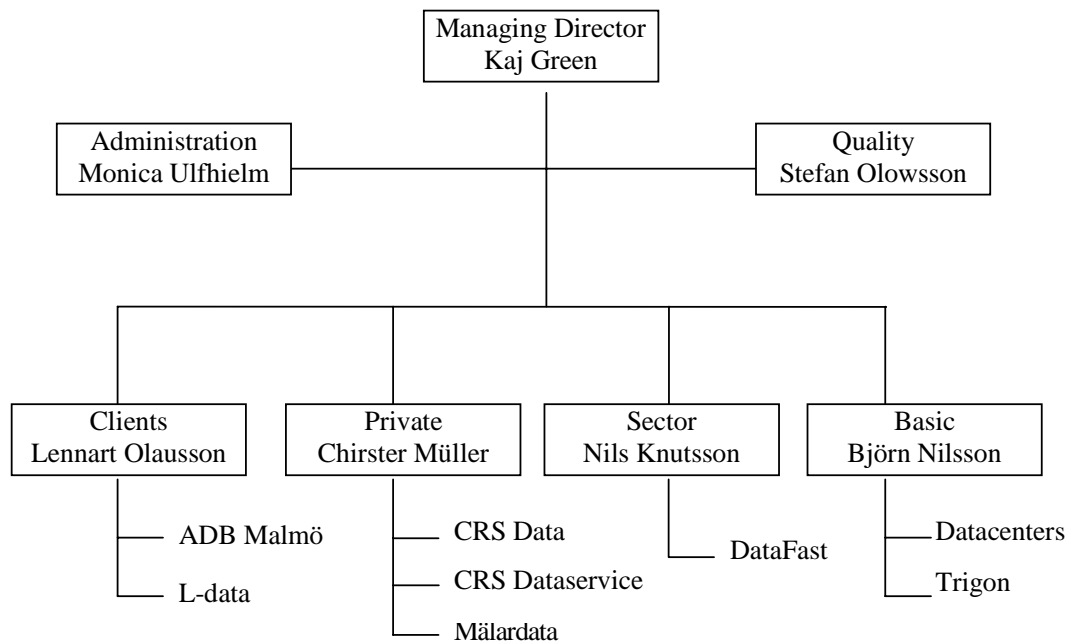 Managing Director
Kaj Green
Administration
Monica Ulfhielm
Quality
Stefan Olowsson
Clients
Lennart Olausson
Private
Chirster Müller
Sector
Nils Knutsson
Basic
Björn Nilsson
ADB Malmö
L-data
CRS Data
CRS Dataservice
Mälardata
DataFast
Datacenters
Trigon